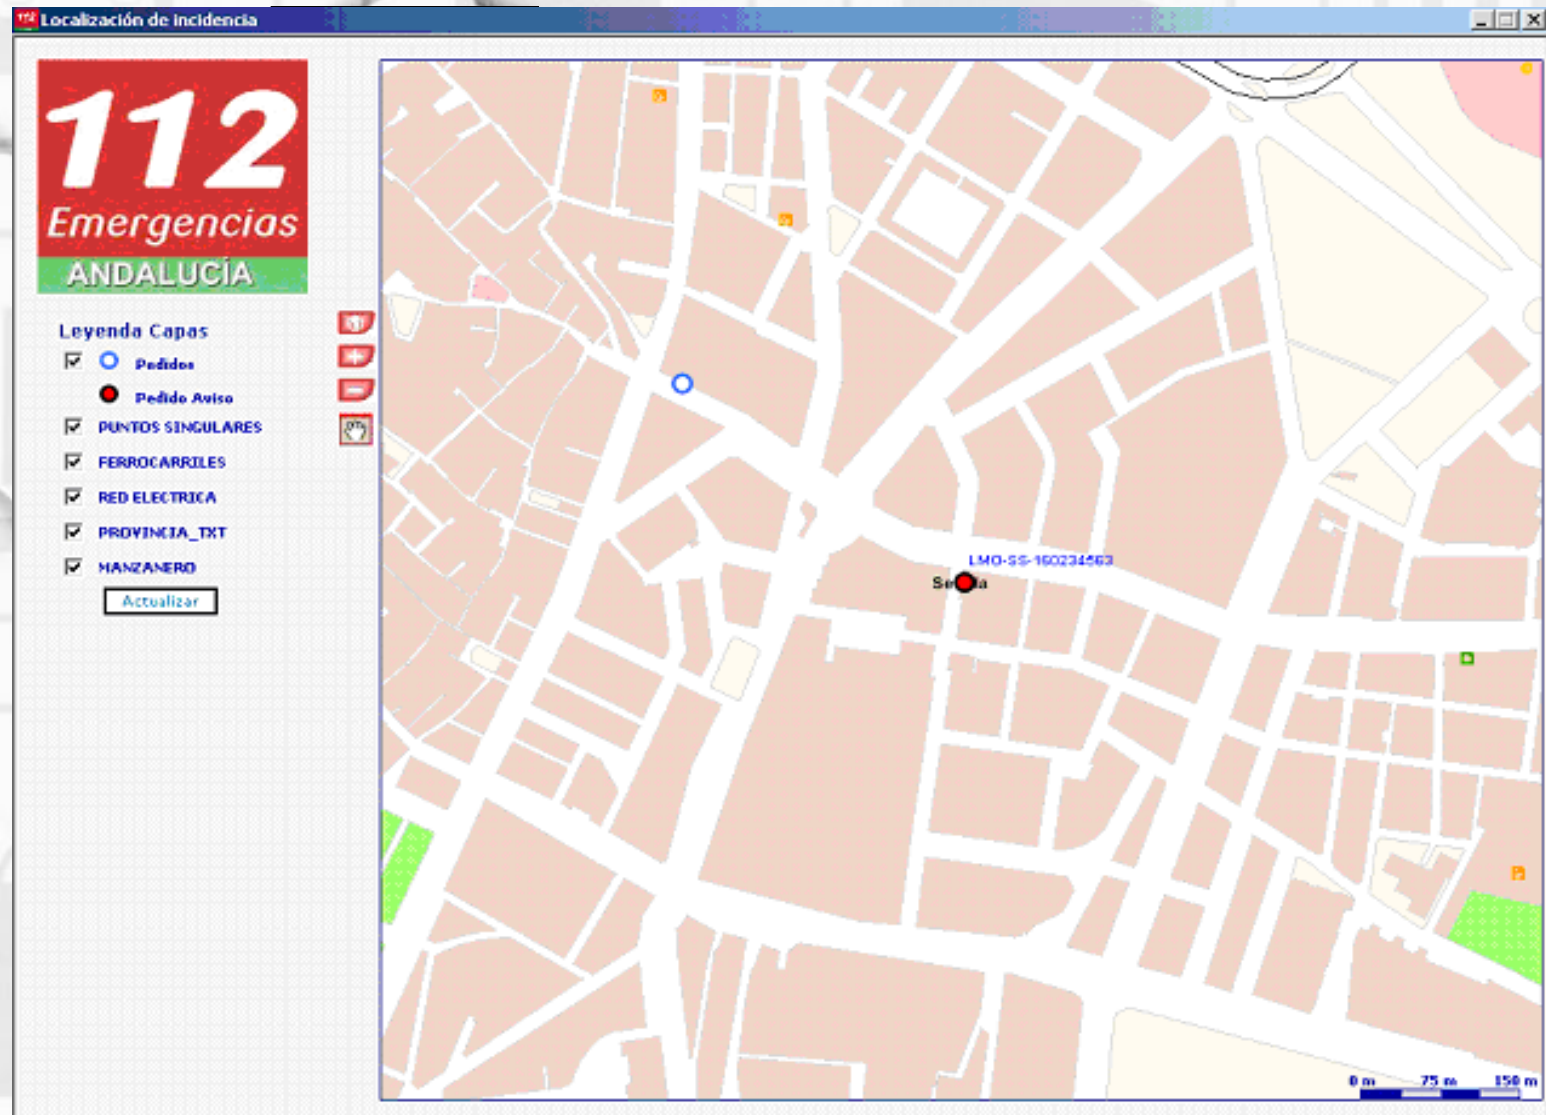 112 Localización de incidencia
112
Emergencias
ANDALUCÍA
Leyenda Capas
Pedidos
Pedido Aviso
PUNTOS SINGULARES
FERROCARRILES
RED ELECTRICA
PROVINCIA_TXT
MANZANERO
Actualizar
LMO-SS-160234563
0 m 75 m 150 m